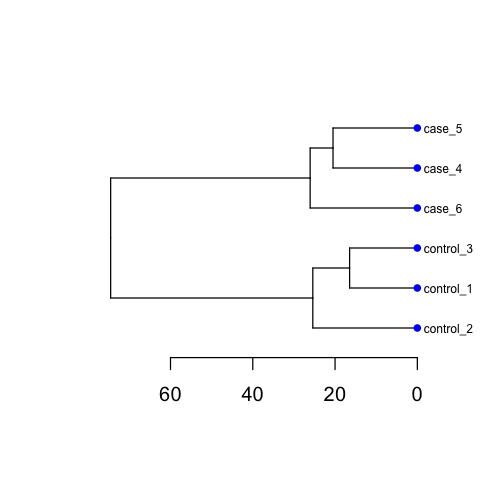 case_5
case_4
case_6
control_3
control_1
control_2
60 40 20 0